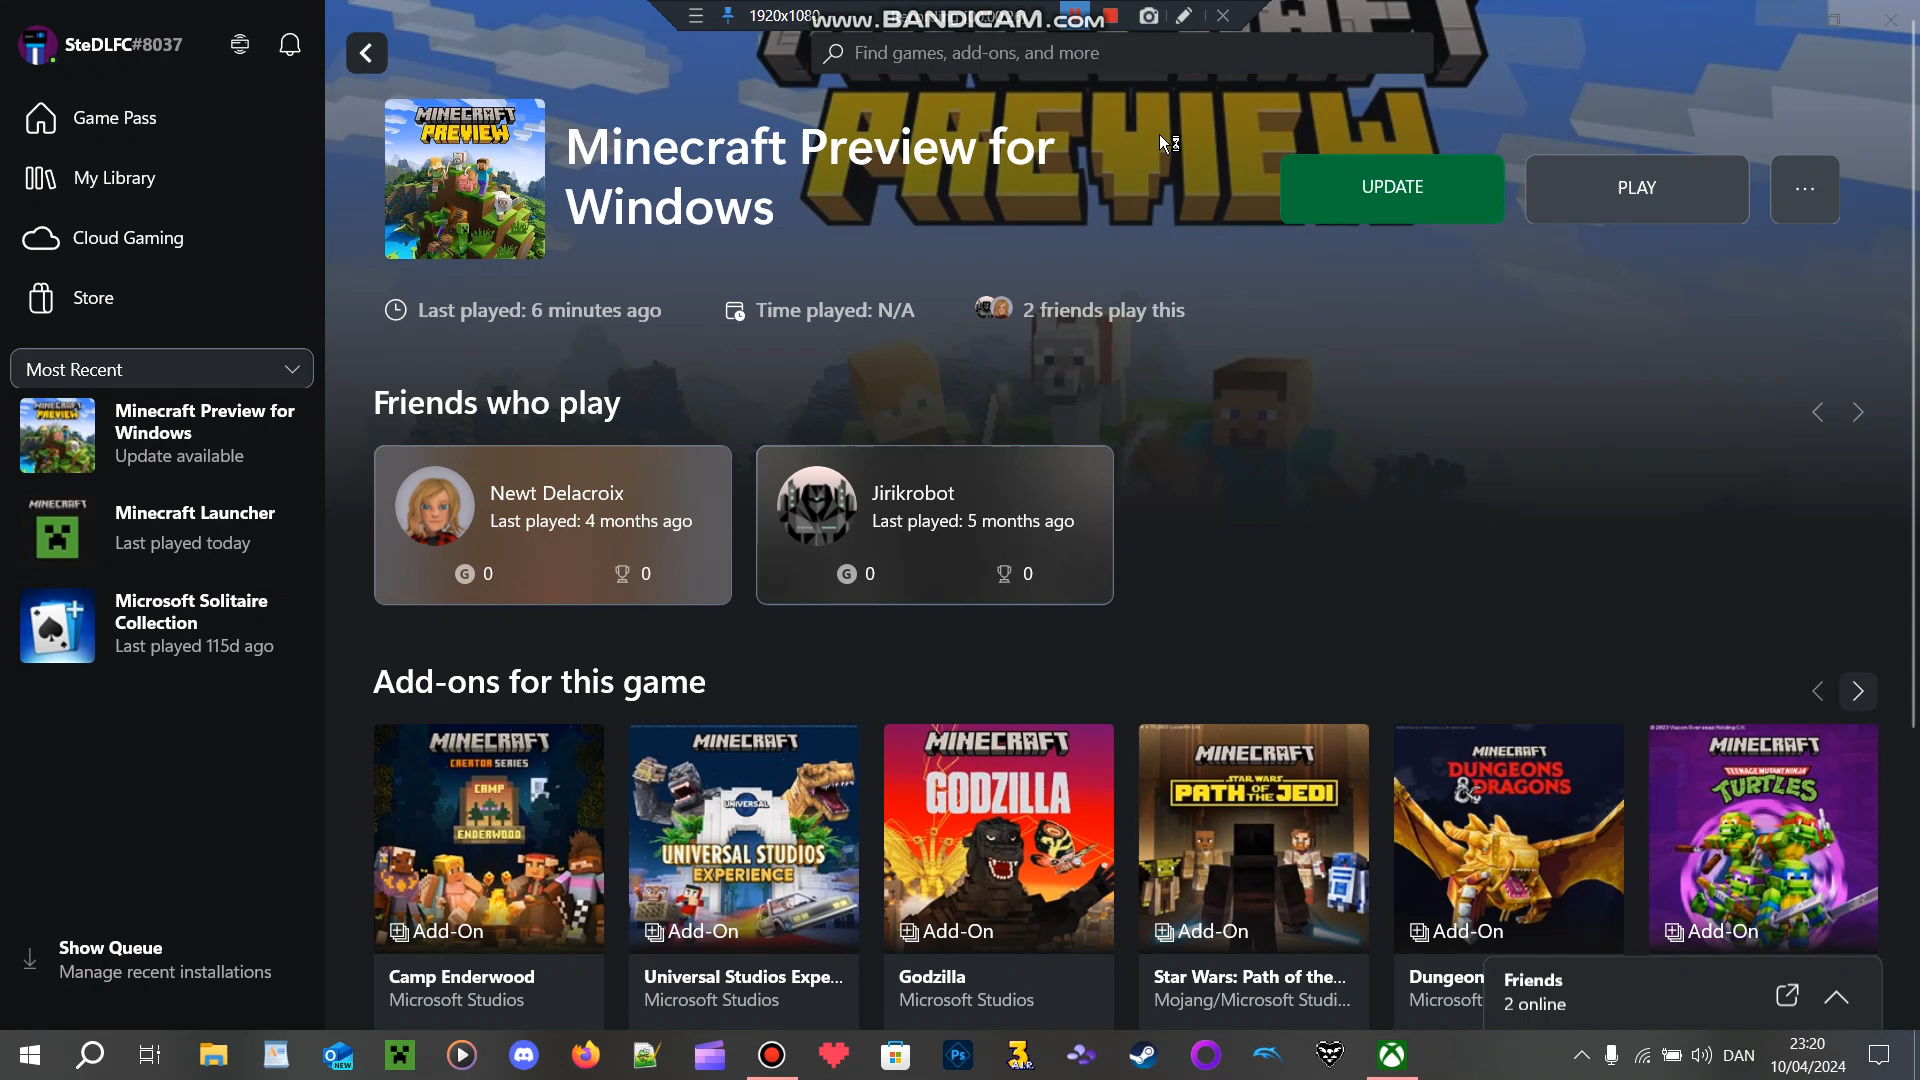 SteDLFC#8037
Game Pass
My Library
Cloud Gaming
Store
Most Recent
Minecraft Preview for
Windows
Update available
MINECRAFT
Minecraft Launcher
Last played today
Microsoft Solitaire
Collection
Last played 115d ago
Show Queue
Manage recent installations
1920x1080
www.BANDICAM.com
Find games, add-ons, and more
PREVIEW
MINECRAFT
PREVIEW
Minecraft Preview for
Windows
UPDATE
PLAY
Last played: 6 minutes ago
Time played: N/A
2 friends play this
Friends who play
Newt Delacroix
Last played: 4 months ago
G 0
0
Jirikrobot
Last played: 5 months ago
G 0
0
Add-ons for this game
MINECRAFT
CREATOR SERIES
CAMP
ENDERWOOD
Add-On
Camp Enderwood
Microsoft Studios
MINECRAFT
UNIVERSAL
UNIVERSAL STUDIOS
EXPERIENCE
Add-On
Universal Studios Expe...
Microsoft Studios
MINECRAFT
GODZILLA
Add-On
Godzilla
Microsoft Studios
MINECRAFT
STAR WARS
PATH OF THE JEDI
Add-On
Star Wars: Path of the...
Mojang/Microsoft Studi...
MINECRAFT
DUNGEONS
& DRAGONS
Add-On
Dungeon
Microsoft
MINECRAFT
TEENAGE MUTANT NINJA
TURTLES
Add-On
Friends
2 online
NEW
Ps
DAN
23:20
10/04/2024